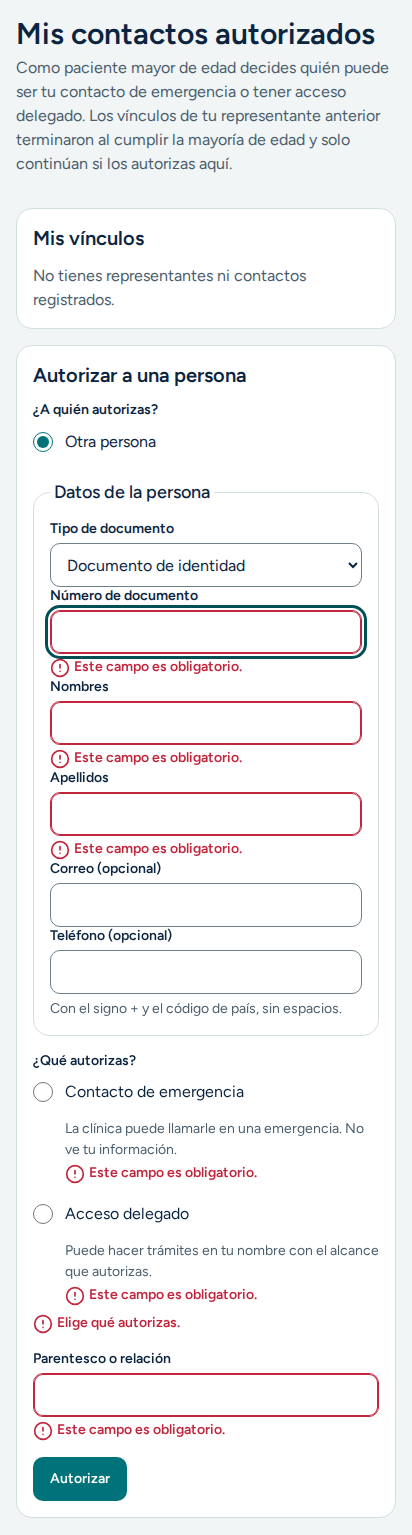 Mis contactos autorizados
Como paciente mayor de edad decides quién puede
ser tu contacto de emergencia o tener acceso
delegado. Los vínculos de tu representante anterior
terminaron al cumplir la mayoría de edad y solo
continúan si los autorizas aquí.
Mis vínculos
No tienes representantes ni contactos
registrados.
Autorizar a una persona
¿A quién autorizas?
Otra persona
Datos de la persona
Tipo de documento
Documento de identidad
Número de documento
Este campo es obligatorio.
Nombres
Este campo es obligatorio.
Apellidos
Este campo es obligatorio.
Correo (opcional)
Teléfono (opcional)
Con el signo + y el código de país, sin espacios.
¿Qué autorizas?
Contacto de emergencia
La clínica puede llamarle en una emergencia. No
ve tu información.
Este campo es obligatorio.
Acceso delegado
Puede hacer trámites en tu nombre con el alcance
que autorizas.
Este campo es obligatorio.
Elige qué autorizas.
Parentesco o relación
Este campo es obligatorio.
Autorizar